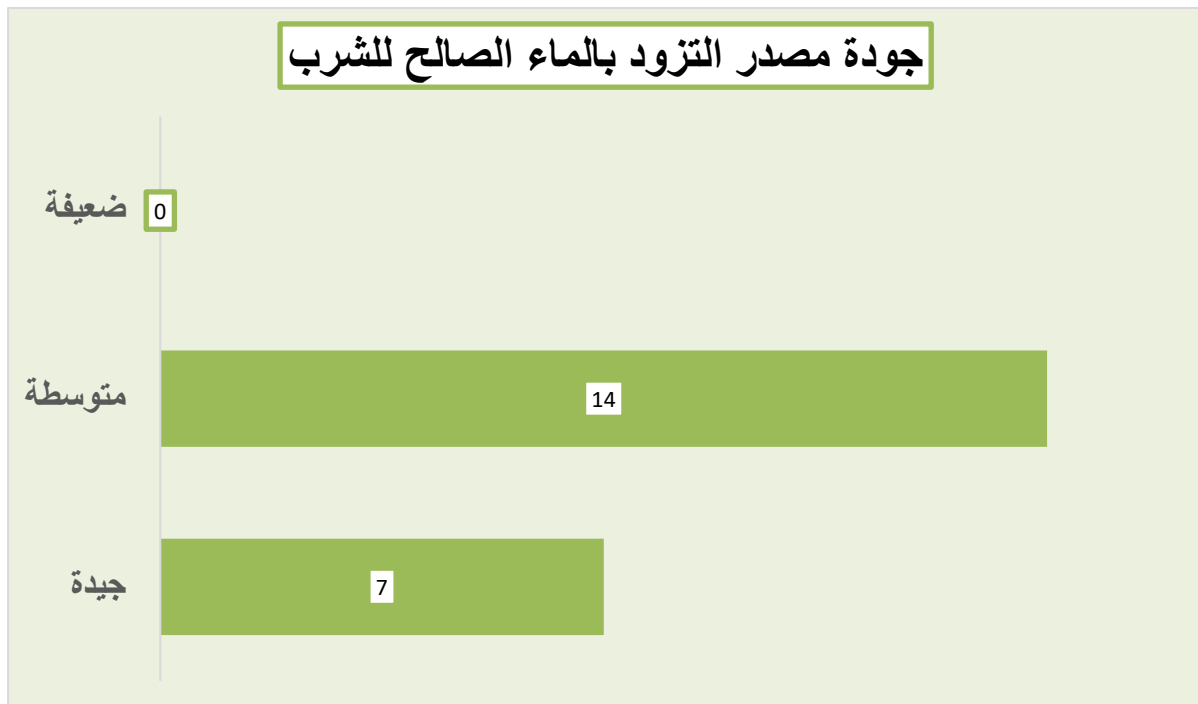 جودة مصدر التزود بالماء الصالح للشرب
ضعيفة
0
متوسطة
14
جيدة
7